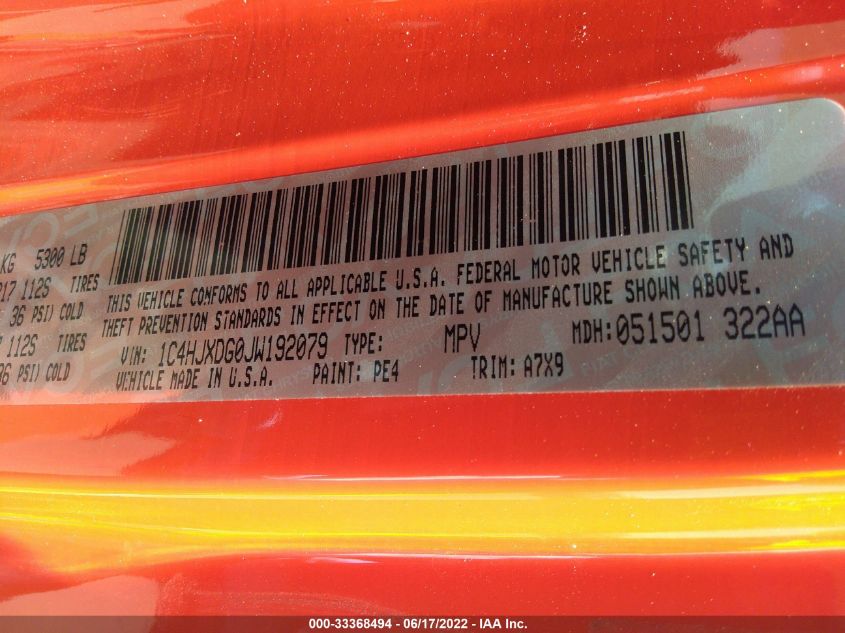 KG 5300 LB
THIS VEHICLE CONFORMS TO ALL APPLICABLE U.S.A. FEDERAL MOTOR VEHICLE SAFETY AND
17 112S TIRES
THEFT PREVENTION STANDARDS IN EFFECT ON THE DATE OF MANUFACTURE SHOWN ABOVE.
36 PSI) COLD
VIN: 1C4HJXDG0JW192079 TYPE: MPV MDH: 051501 322AA
112S TIRES
VEHICLE MADE IN U.S.A. PAINT: PE4 TRIM: A7X9
36 PSI) COLD
000-33368494 - 06/17/2022 - IAA Inc.